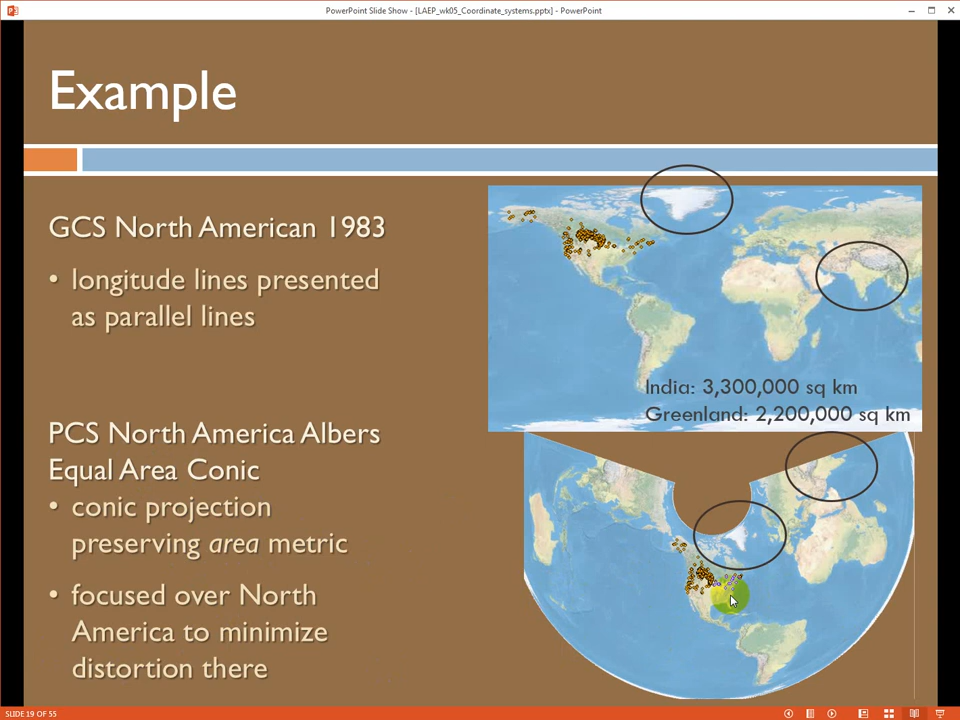 PowerPoint Slide Show - [LAEP_wk05_Coordinate_systems.pptx] - PowerPoint
Example
GCS North American 1983
• longitude lines presented
as parallel lines
India: 3,300,000 sq km
Greenland: 2,200,000 sq km
PCS North America Albers
Equal Area Conic
• conic projection
preserving area metric
• focused over North
America to minimize
distortion there
SLIDE 19 OF 55